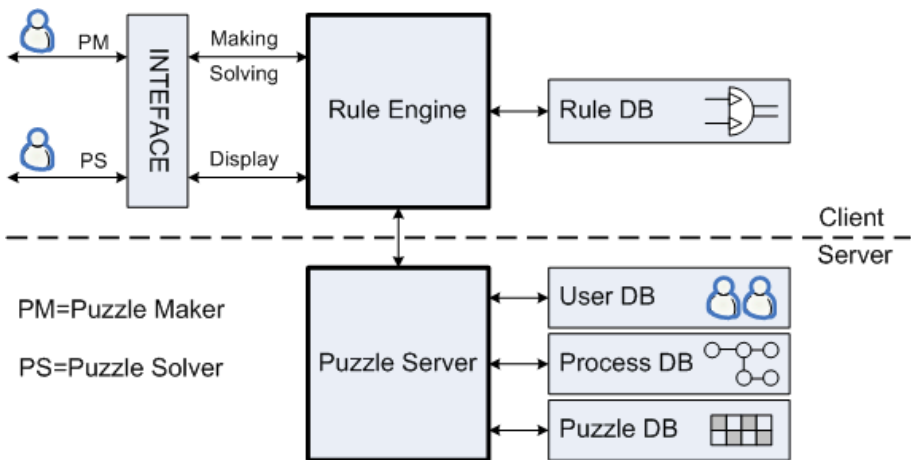 PM
INTEFACE
Making
Solving
Rule Engine
Rule DB
PS
Display
Client
Server
PM=Puzzle Maker
PS=Puzzle Solver
Puzzle Server
User DB
Process DB
Puzzle DB